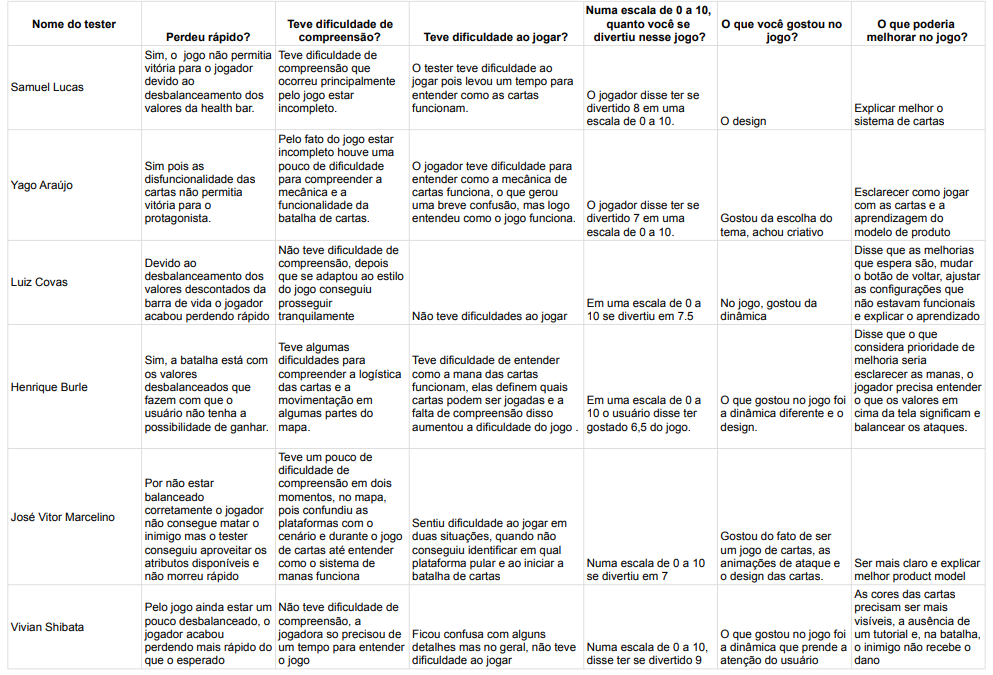 Nome do tester
Perdeu rápido?
Teve dificuldade de
compreensão?
Teve dificuldade ao jogar?
Numa escala de 0 a 10,
quanto você se
divertiu nesse jogo?
O que você gostou no
jogo?
O que poderia
melhorar no jogo?
Samuel Lucas
Sim, o jogo não permitia
vitória para o jogador
devido ao
desbalanceamento dos
valores da health bar.
Teve dificuldade de
compreensão que
ocorreu principalmente
pelo jogo estar
incompleto.
O tester teve dificuldade ao
jogar pois levou um tempo para
entender como as cartas
funcionam.
O jogador disse ter se
divertido 8 em uma
escala de 0 a 10.
O design
Explicar melhor o
sistema de cartas
Yago Araújo
Sim pois as
disfuncionalidade das
cartas não permitia
vitória para o
protagonista.
Pelo fato do jogo estar
incompleto houve uma
pouco de dificuldade
para compreender a
mecânica e a
funcionalidade da
batalha de cartas.
O jogador teve dificuldade para
entender como a mecânica de
cartas funciona, o que gerou
uma breve confusão, mas logo
entendeu como o jogo funciona.
O jogador disse ter se
divertido 7 em uma
escala de 0 a 10.
Gostou da escolha do
tema, achou criativo
Esclarecer como jogar
com as cartas e a
aprendizagem do
modelo de produto
Luiz Covas
Devido ao
desbalanceamento dos
valores descontados da
barra de vida o jogador
acabou perdendo rápido
Não teve dificuldade de
compreensão, depois
que se adaptou ao estilo
do jogo conseguiu
prosseguir
tranquilamente
Não teve dificuldades ao jogar
Em uma escala de 0 a
10 se divertiu em 7.5
No jogo, gostou da
dinâmica
Disse que as melhorias
que espera são, mudar
o botão de voltar, ajustar
as configurações que
não estavam funcionais
e explicar o aprendizado
Henrique Burle
Sim, a batalha está com
os valores
desbalanceados que
fazem com que o
usuário não tenha a
possibilidade de ganhar.
Teve algumas
dificuldades para
compreender a logística
das cartas e a
movimentação em
algumas partes do
mapa.
Teve dificuldade de entender
como a mana das cartas
funcionam, elas definem quais
cartas podem ser jogadas e a
falta de compreensão disso
aumentou a dificuldade do jogo .
Em uma escala de 0 a
10 o usuário disse ter
gostado 6,5 do jogo.
O que gostou no jogo foi
a dinâmica diferente e o
design.
Disse que o que
considera prioridade de
melhoria seria
esclarecer as manas, o
jogador precisa entender
o que os valores em
cima da tela significam e
balancear os ataques.
José Vitor Marcelino
Por não estar
balanceado
corretamente o jogador
não consegue matar o
inimigo mas o tester
conseguiu aproveitar os
atributos disponíveis e
não morreu rápido
Teve um pouco de
dificuldade de
compreensão em dois
momentos, no mapa,
pois confundiu as
plataformas com o
cenário e durante o jogo
de cartas até entender
como o sistema de
manas funciona
Sentiu dificuldade ao jogar em
duas situações, quando não
conseguiu identificar em qual
plataforma pular e ao iniciar a
batalha de cartas
Numa escala de 0 a 10
se divertiu em 7
Gostou do fato de ser
um jogo de cartas, as
animações de ataque e
o design das cartas.
Ser mais claro e explicar
melhor product model
Vivian Shibata
Pelo jogo ainda estar um
pouco desbalanceado, o
jogador acabou
perdendo mais rápido do
que o esperado
Não teve dificuldade de
compreensão, a
jogadora so precisou de
um tempo para entender
o jogo
Ficou confusa com alguns
detalhes mas no geral, não teve
dificuldade ao jogar
Numa escala de 0 a 10,
disse ter se divertido 9
O que gostou no jogo foi
a dinâmica que prende a
atenção do usuário
As cores das cartas
precisam ser mais
visíveis, a ausência de
um tutorial e, na batalha,
o inimigo não recebe o
dano